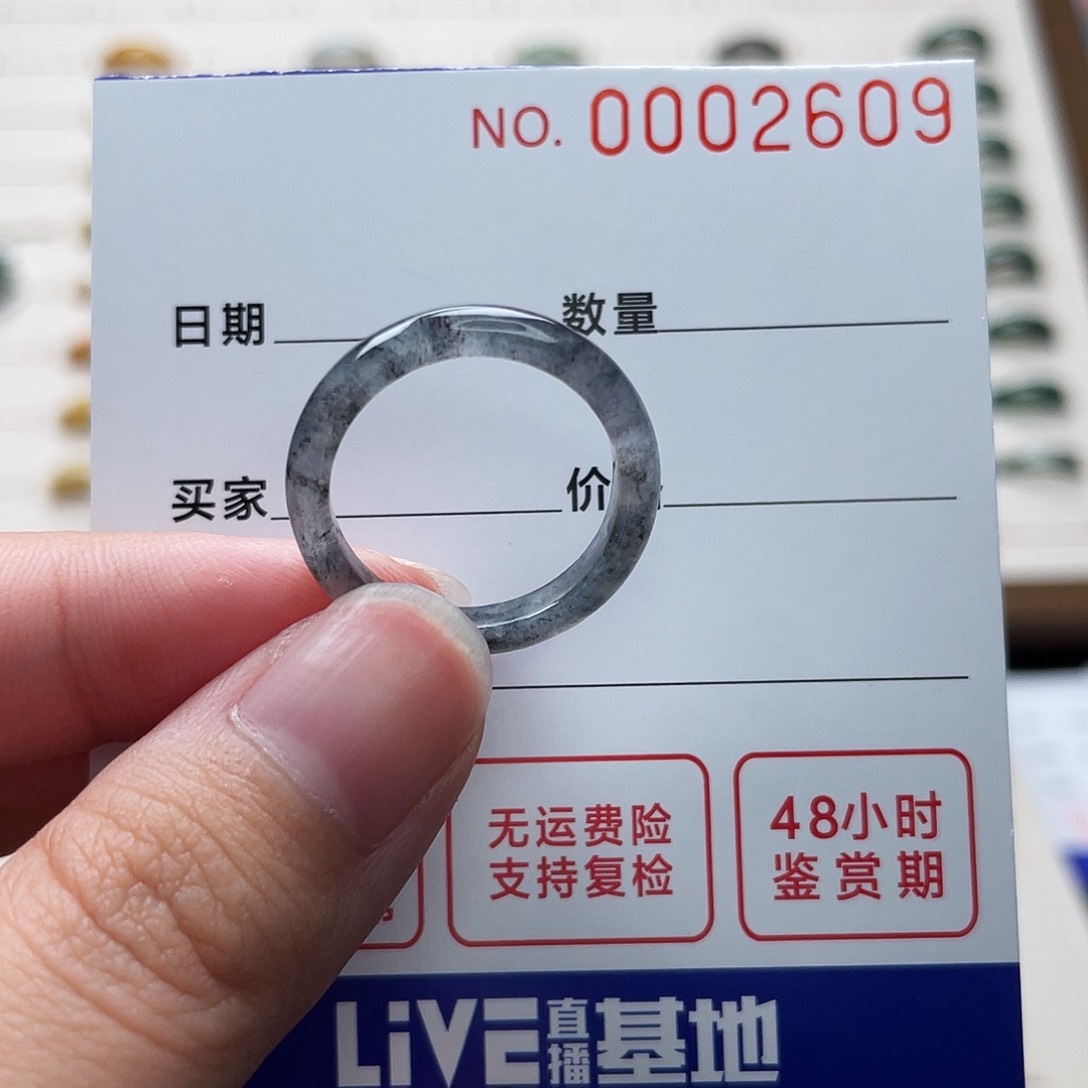 NO. 0002609
日期 数量
买家 价
无运费险
支持复检
48小时
鉴赏期
LiVE直播基地